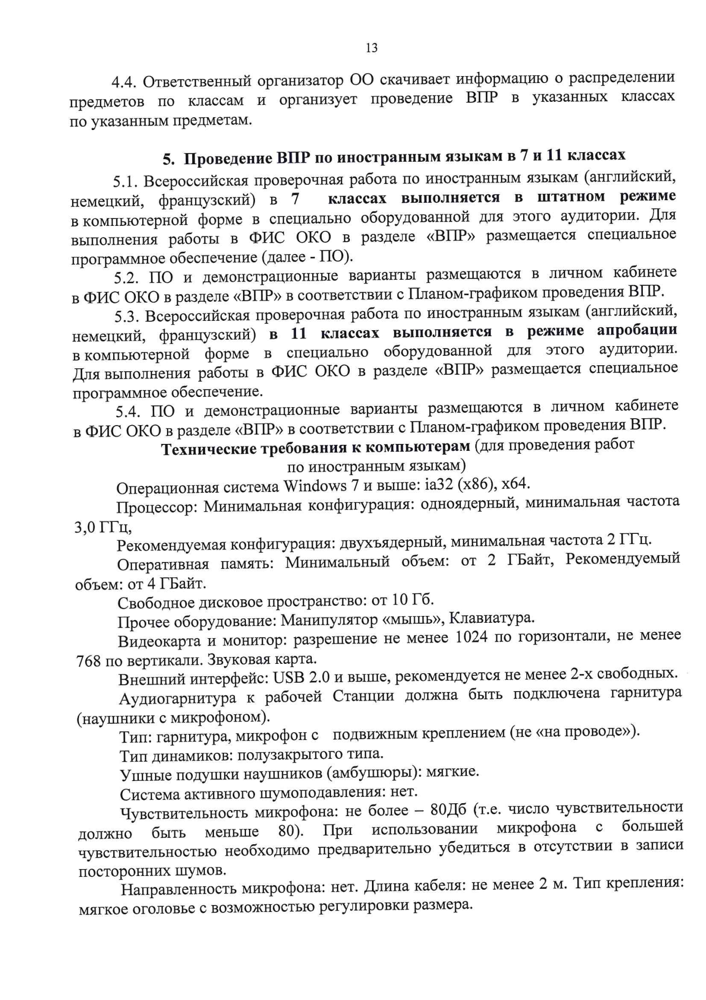 13
4.4. Ответственный организатор ОО скачивает информацию о распределении
предметов по классам и организует проведение ВПР в указанных классах
по указанным предметам.
5. Проведение ВПР по иностранным языкам в 7 и 11 классах
5.1. Всероссийская проверочная работа по иностранным языкам (английский,
немецкий, французский) в 7 классах выполняется в штатном режиме
в компьютерной форме в специально оборудованной для этого аудитории. Для
выполнения работы в ФИС ОКО в разделе «ВПР» размещается специальное
программное обеспечение (далее - ПО).
5.2. ПО и демонстрационные варианты размещаются в личном кабинете
в ФИС ОКО в разделе «ВПР» в соответствии с Планом-графиком проведения ВПР.
5.3. Всероссийская проверочная работа по иностранным языкам (английский,
немецкий, французский) в 11 классах выполняется в режиме апробации
в компьютерной форме в специально оборудованной для этого аудитории.
Для выполнения работы в ФИС ОКО в разделе «ВПР» размещается специальное
программное обеспечение.
5.4. ПО и демонстрационные варианты размещаются в личном кабинете
в ФИС ОКО в разделе «ВПР» в соответствии с Планом-графиком проведения ВПР.
Технические требования к компьютерам (для проведения работ
по иностранным языкам)
Операционная система Windows 7 и выше: ia32 (x86), x64.
Процессор: Минимальная конфигурация: одноядерный, минимальная частота
3,0 ГГц,
Рекомендуемая конфигурация: двухъядерный, минимальная частота 2 ГГц.
Оперативная память: Минимальный объем: от 2 ГБайт, Рекомендуемый
объем: от 4 ГБайт.
Свободное дисковое пространство: от 10 Гб.
Прочее оборудование: Манипулятор «мышь», Клавиатура.
Видеокарта и монитор: разрешение не менее 1024 по горизонтали, не менее
768 по вертикали. Звуковая карта.
Внешний интерфейс: USB 2.0 и выше, рекомендуется не менее 2-х свободных.
Аудиогарнитура к рабочей Станции должна быть подключена гарнитура
(наушники с микрофоном).
Тип: гарнитура, микрофон с подвижным креплением (не «на проводе»).
Тип динамиков: полузакрытого типа.
Ушные подушки наушников (амбушюры): мягкие.
Система активного шумоподавления: нет.
Чувствительность микрофона: не более – 80Дб (т.е. число чувствительности
должно быть меньше 80). При использовании микрофона с большей
чувствительностью необходимо предварительно убедиться в отсутствии в записи
посторонних шумов.
Направленность микрофона: нет. Длина кабеля: не менее 2 м. Тип крепления:
мягкое оголовье с возможностью регулировки размера.